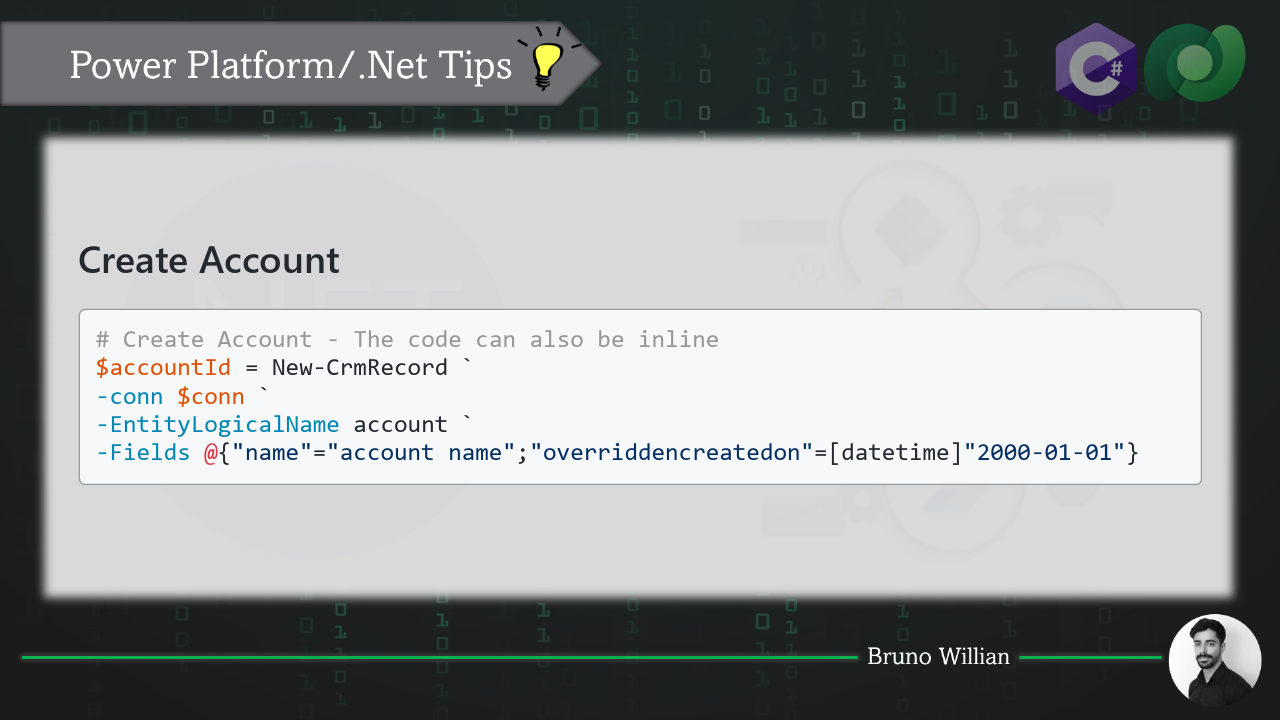 Power Platform/.Net Tips
C#
Create Account
# Create Account - The code can also be inline
$accountId = New-CrmRecord `
-conn $conn `
-EntityLogicalName account `
-Fields @{"name"="account name";"overriddencreatedon"=[datetime]"2000-01-01"}
Bruno Willian